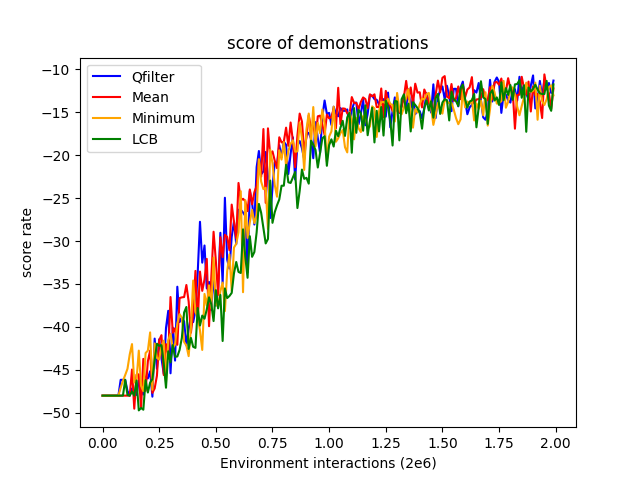 score of demonstrations
−10
−15
−20
−25
−30
−35
−40
−45
−50
score rate
Qfilter
Mean
Minimum
LCB
0.00 0.25 0.50 0.75 1.00 1.25 1.50 1.75 2.00
Environment interactions (2e6)